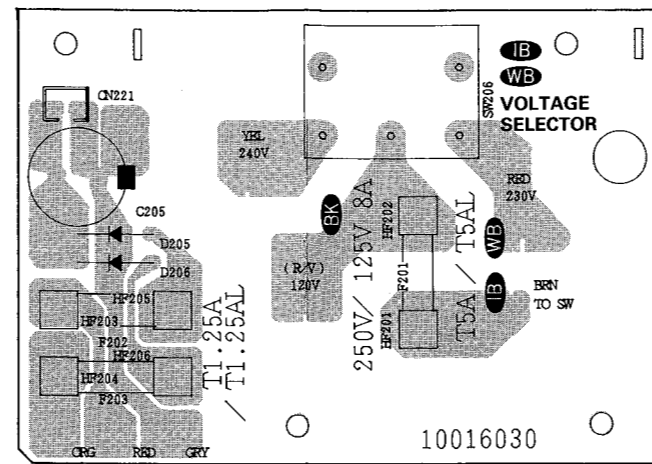 IB
WB
VOLTAGE
SELECTOR
SW206
CN221
YEL
240V
RED
230V
C205
D205
D206
BK
250V/ 125V 8A
HF202
F201
HF201
T5A / T5AL
WB
IB
BRN
TO SW
(R/V)
120V
HF205
HF203
F202
HF206
HF204
F203
T1.25A
/ T1.25AL
ORG
RED
GRY
10016030